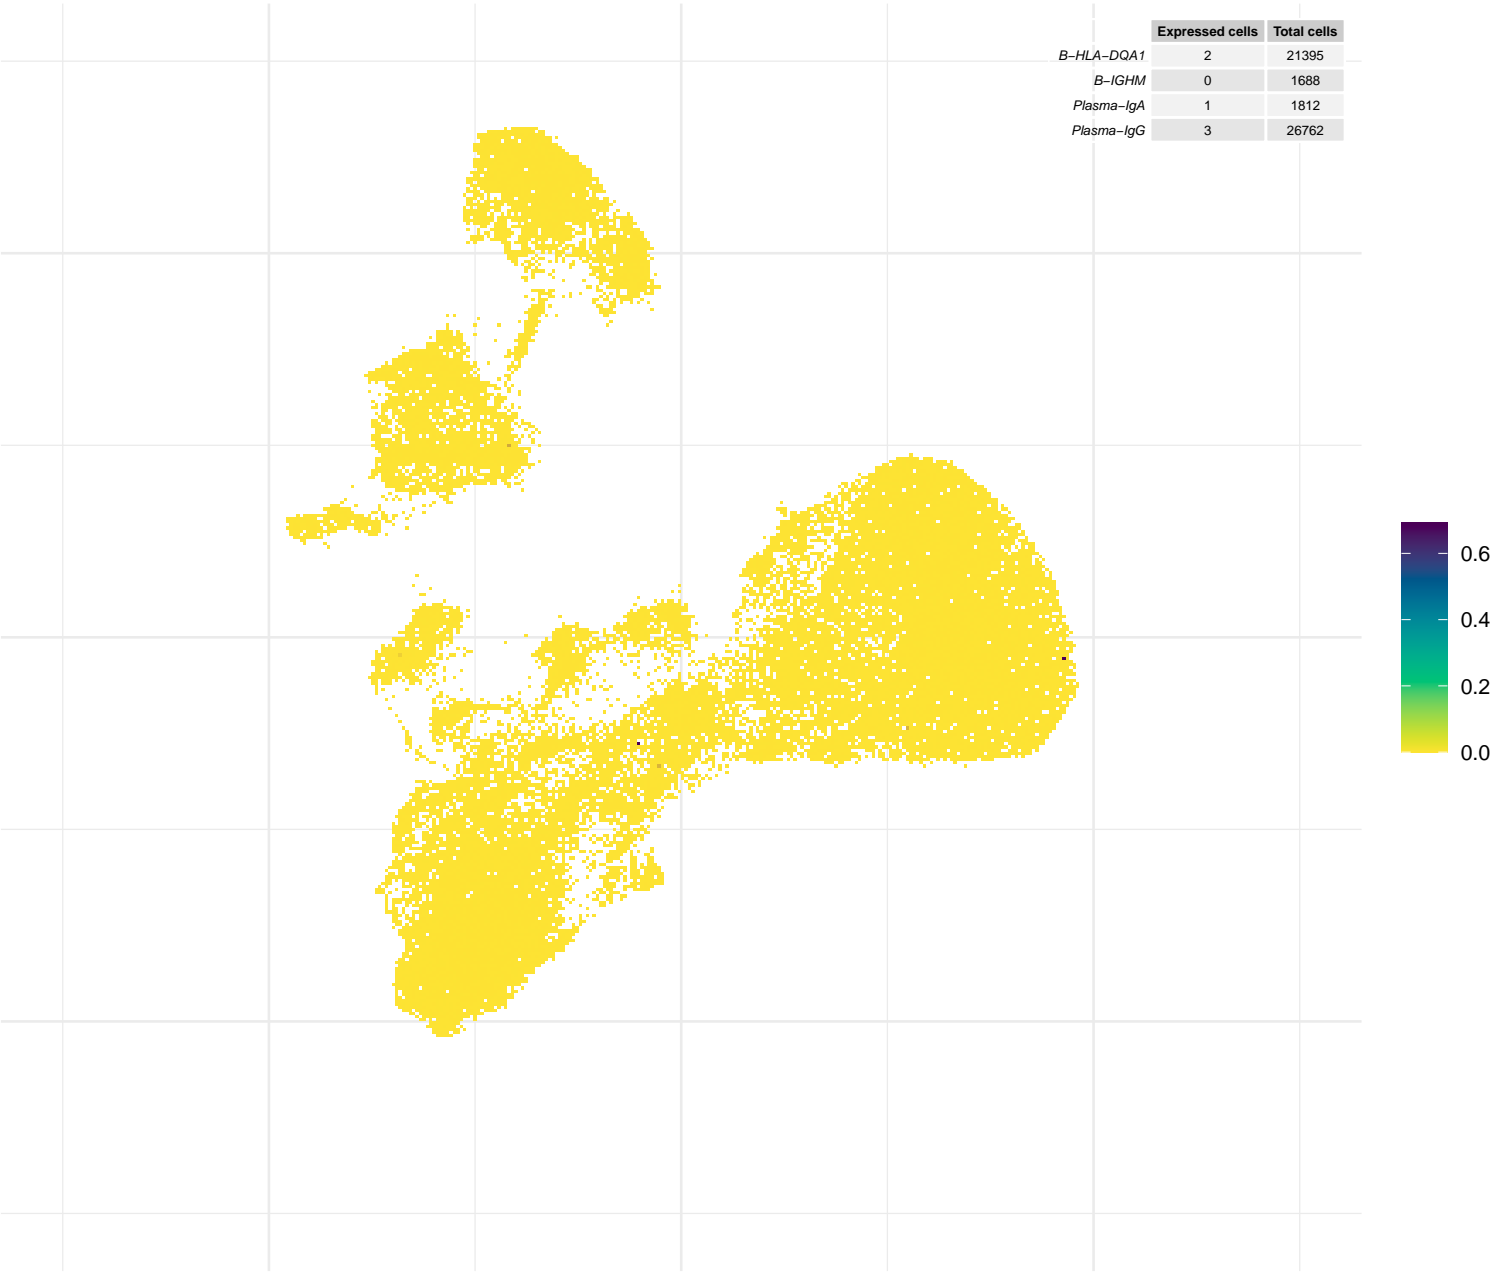 Expressed cells Total cells
B−HLA−DQA1 2 21395
B−IGHM 0 1688
Plasma−IgA 1 1812
Plasma−IgG 3 26762
0.6
0.4
0.2
0.0